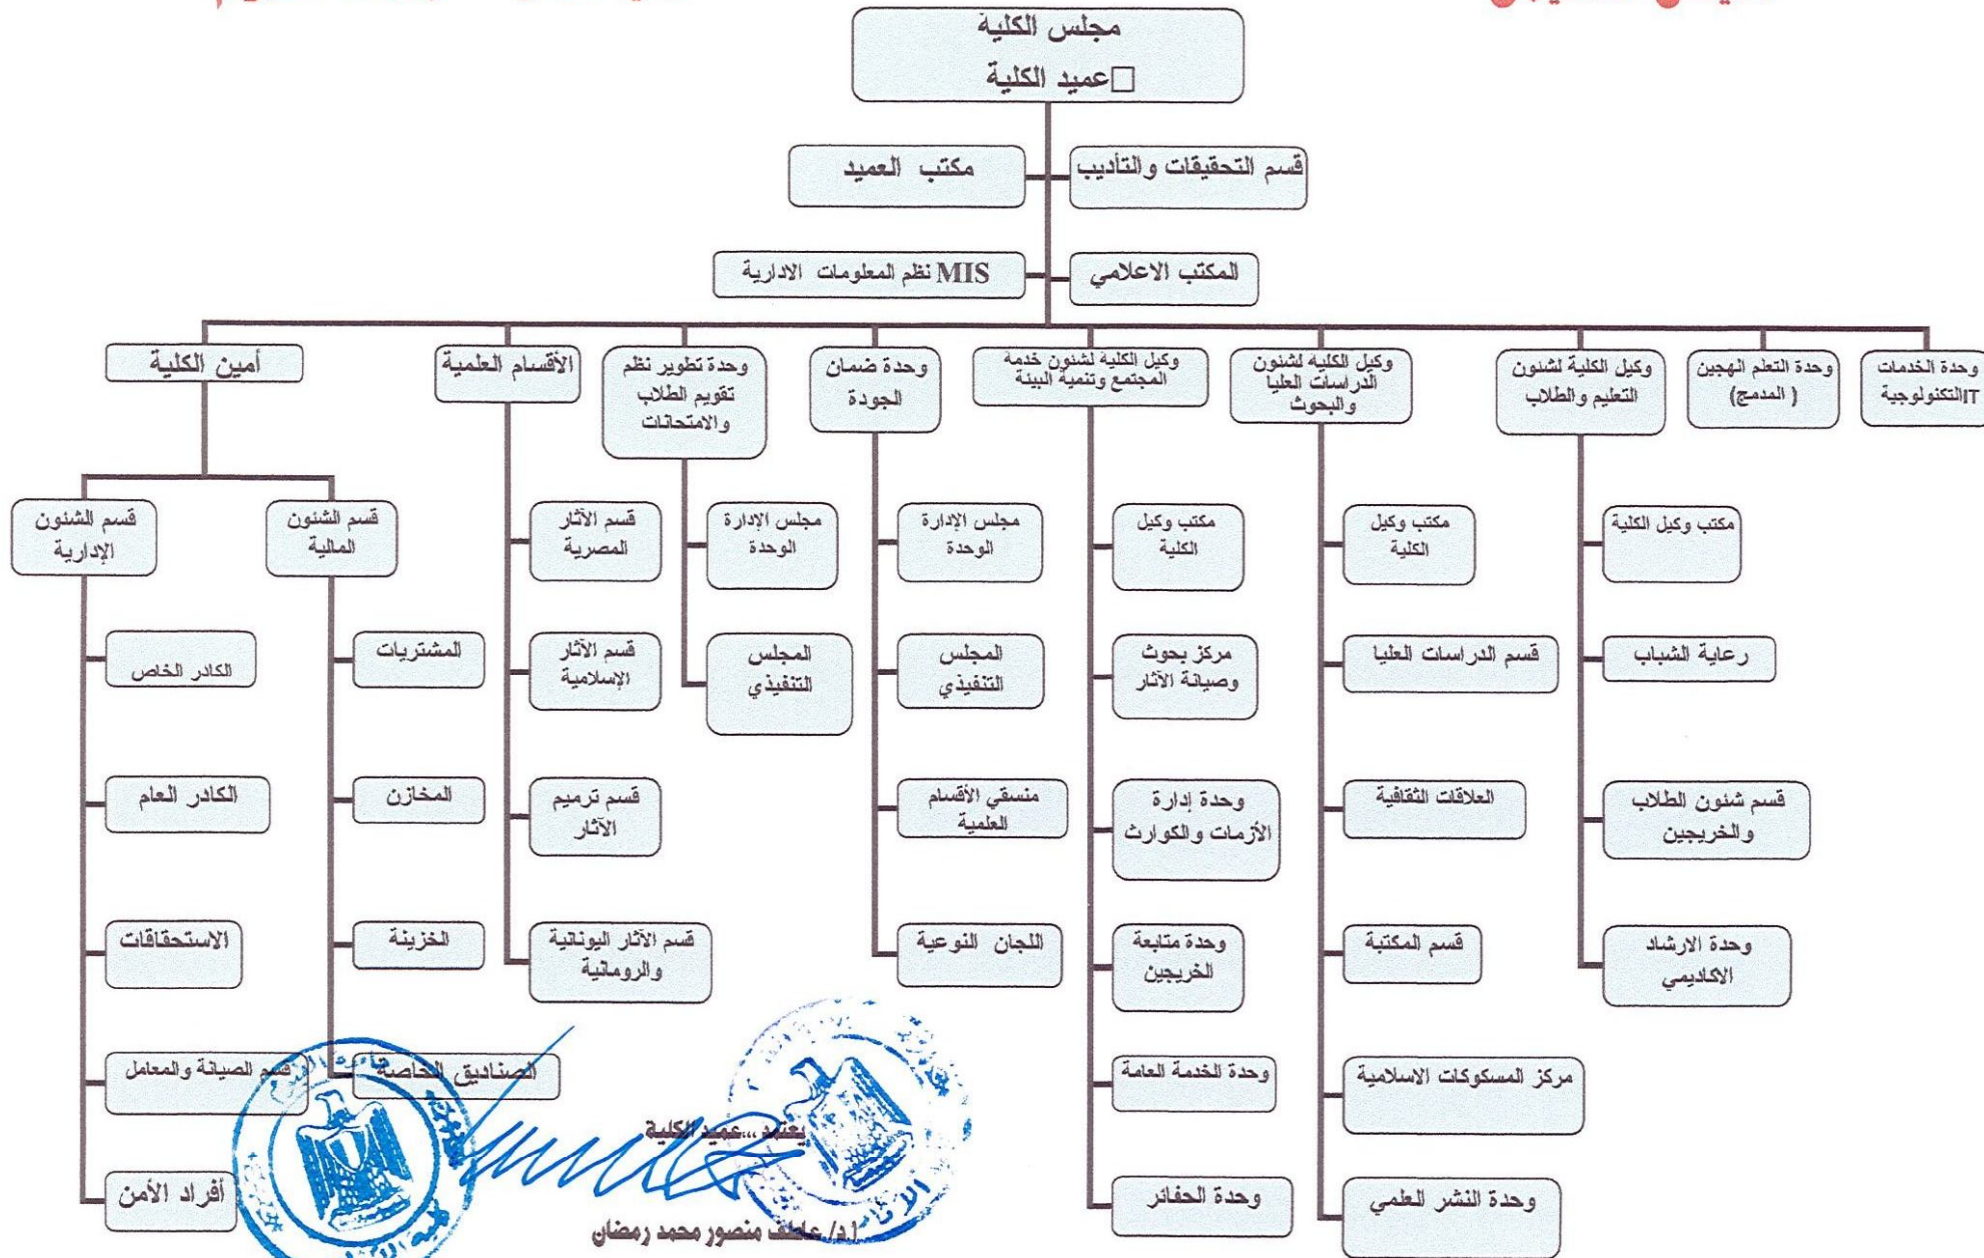 مجلس الكلية
عميد الكلية
قسم التحقيقات والتأديب
مكتب العميد
المكتب الاعلامي
MIS نظم المعلومات الادارية
وحدة الخدمات
التكنولوجية IT
وحدة التعلم الهجين
( المدمج)
وكيل الكلية لشئون
التعليم والطلاب
وكيل الكلية لشئون
الدراسات العليا
والبحوث
وكيل الكلية لشئون خدمة
المجتمع وتنمية البيئة
وحدة ضمان
الجودة
وحدة تطوير نظم
تقويم الطلاب
والامتحانات
الأقسام العلمية
أمين الكلية
مكتب وكيل الكلية
رعاية الشباب
قسم شئون الطلاب
والخريجين
وحدة الارشاد
الاكاديمي
مكتب وكيل
الكلية
قسم الدراسات العليا
العلاقات الثقافية
قسم المكتبة
مركز المسكوكات الاسلامية
وحدة النشر العلمي
مكتب وكيل
الكلية
مركز بحوث
وصيانة الآثار
وحدة إدارة
الأزمات والكوارث
وحدة متابعة
الخريجين
وحدة الخدمة العامة
وحدة الحفائر
مجلس الإدارة
الوحدة
المجلس
التنفيذي
منسقي الأقسام
العلمية
اللجان النوعية
مجلس الإدارة
الوحدة
المجلس
التنفيذي
قسم الآثار
المصرية
قسم الآثار
الإسلامية
قسم ترميم
الآثار
قسم الآثار اليونانية
والرومانية
قسم الشئون
المالية
المشتريات
المخازن
الخزينة
الصناديق الخاصة
قسم الشئون
الإدارية
الكادر الخاص
الكادر العام
الاستحقاقات
قسم الصيانة والمعامل
أفراد الأمن
يعتمد ...عميد الكلية
أ.د/ عاطف منصور محمد رمضان